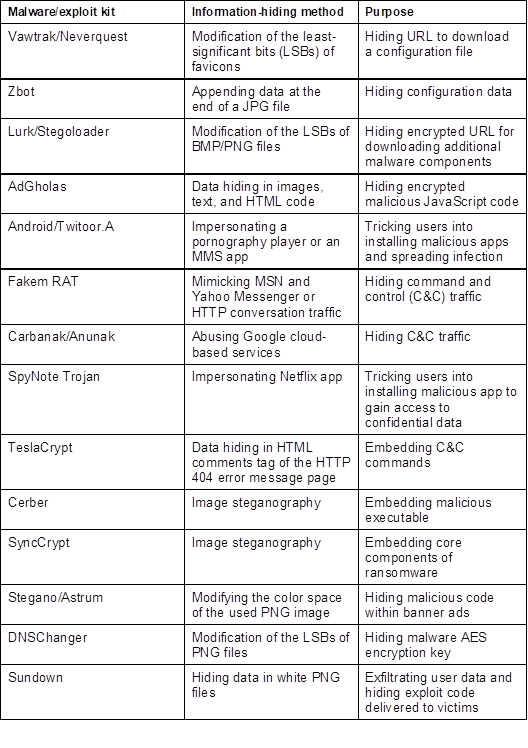 Malware/exploit kit Information-hiding method Purpose
Vawtrak/Neverquest Modification of the least- Hiding URL to download
significant bits (LSBs) of a configuration file
favicons
Zbot Appending data at the Hiding configuration data
end of a JPG file
Lurk/Stegoloader Modification of the LSBs of Hiding encrypted URL for
BMP/PNG files downloading additional
malware components
AdGholas Data hiding in images, Hiding encrypted
text, and HTML code malicious JavaScript code
Android/Twitoor.A Impersonating a Tricking users into
pornography player or an installing malicious apps
MMS app and spreading infection
Fakem RAT Mimicking MSN and Hiding command and
Yahoo Messenger or control (C&C) traffic
HTTP conversation traffic
Carbanak/Anunak Abusing Google cloud- Hiding C&C traffic
based services
SpyNote Trojan Impersonating Netflix app Tricking users into
installing malicious app to
gain access to
confidential data
TeslaCrypt Data hiding in HTML Embedding C&C
comments tag of the HTTP commands
404 error message page
Cerber Image steganography Embedding malicious
executable
SyncCrypt Image steganography Embedding core
components of
ransomware
Stegano/Astrum Modifying the color space Hiding malicious code
of the used PNG image within banner ads
DNSChanger Modification of the LSBs of Hiding malware AES
PNG files encryption key
Sundown Hiding data in white PNG Exfiltrating user data and
files hiding exploit code
delivered to victims